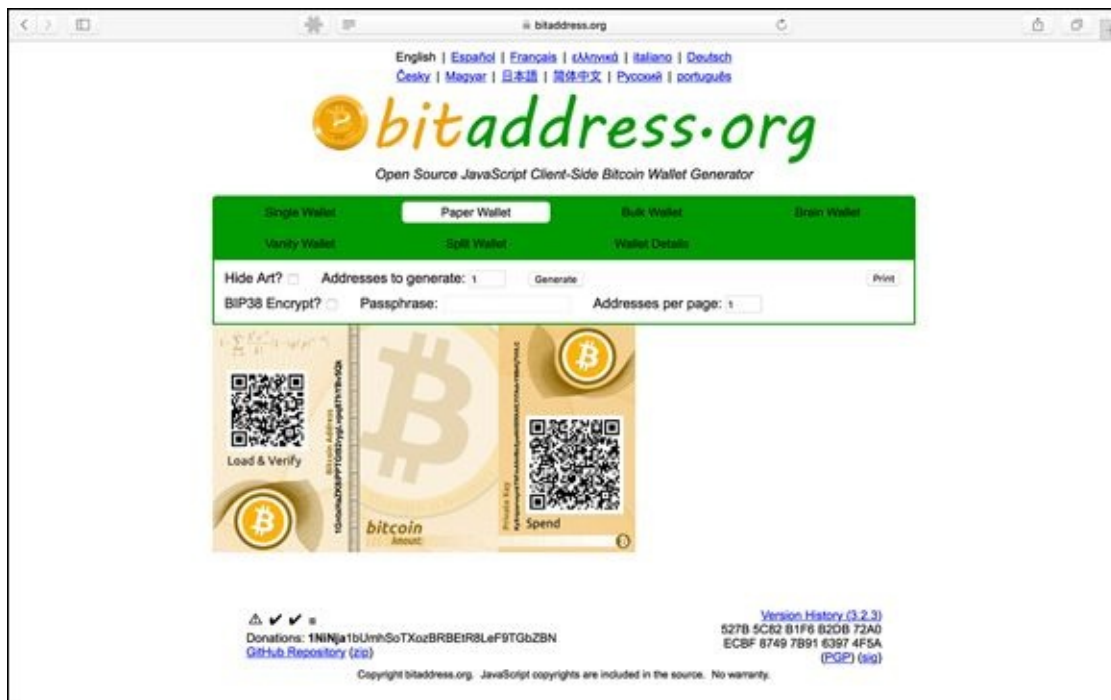 bitaddress.org
English | Español | Français | ελληνικά | italiano | Deutsch
Česky | Magyar | 日本語 | 简体中文 | Русский | português
bitaddress.org
Open Source JavaScript Client-Side Bitcoin Wallet Generator
Single Wallet Paper Wallet Bulk Wallet Brain Wallet
Vanity Wallet Split Wallet Wallet Details
Hide Art? Addresses to generate: 1 Generate Print
BIP38 Encrypt? Passphrase: Addresses per page: 1
Load & Verify
Bitcoin Address
bitcoin
Amount:
Private Key
Spend
Donations: 1NiNja1bUmhSoTXozBRBEtR8LeF9TGbZBN
GitHub Repository (zip)
Version History (3.2.3)
527B 5C82 B1F6 B2DB 72A0
ECBF 8749 7B91 6397 4F5A
(PGP) (sig)
Copyright bitaddress.org. JavaScript copyrights are included in the source. No warranty.